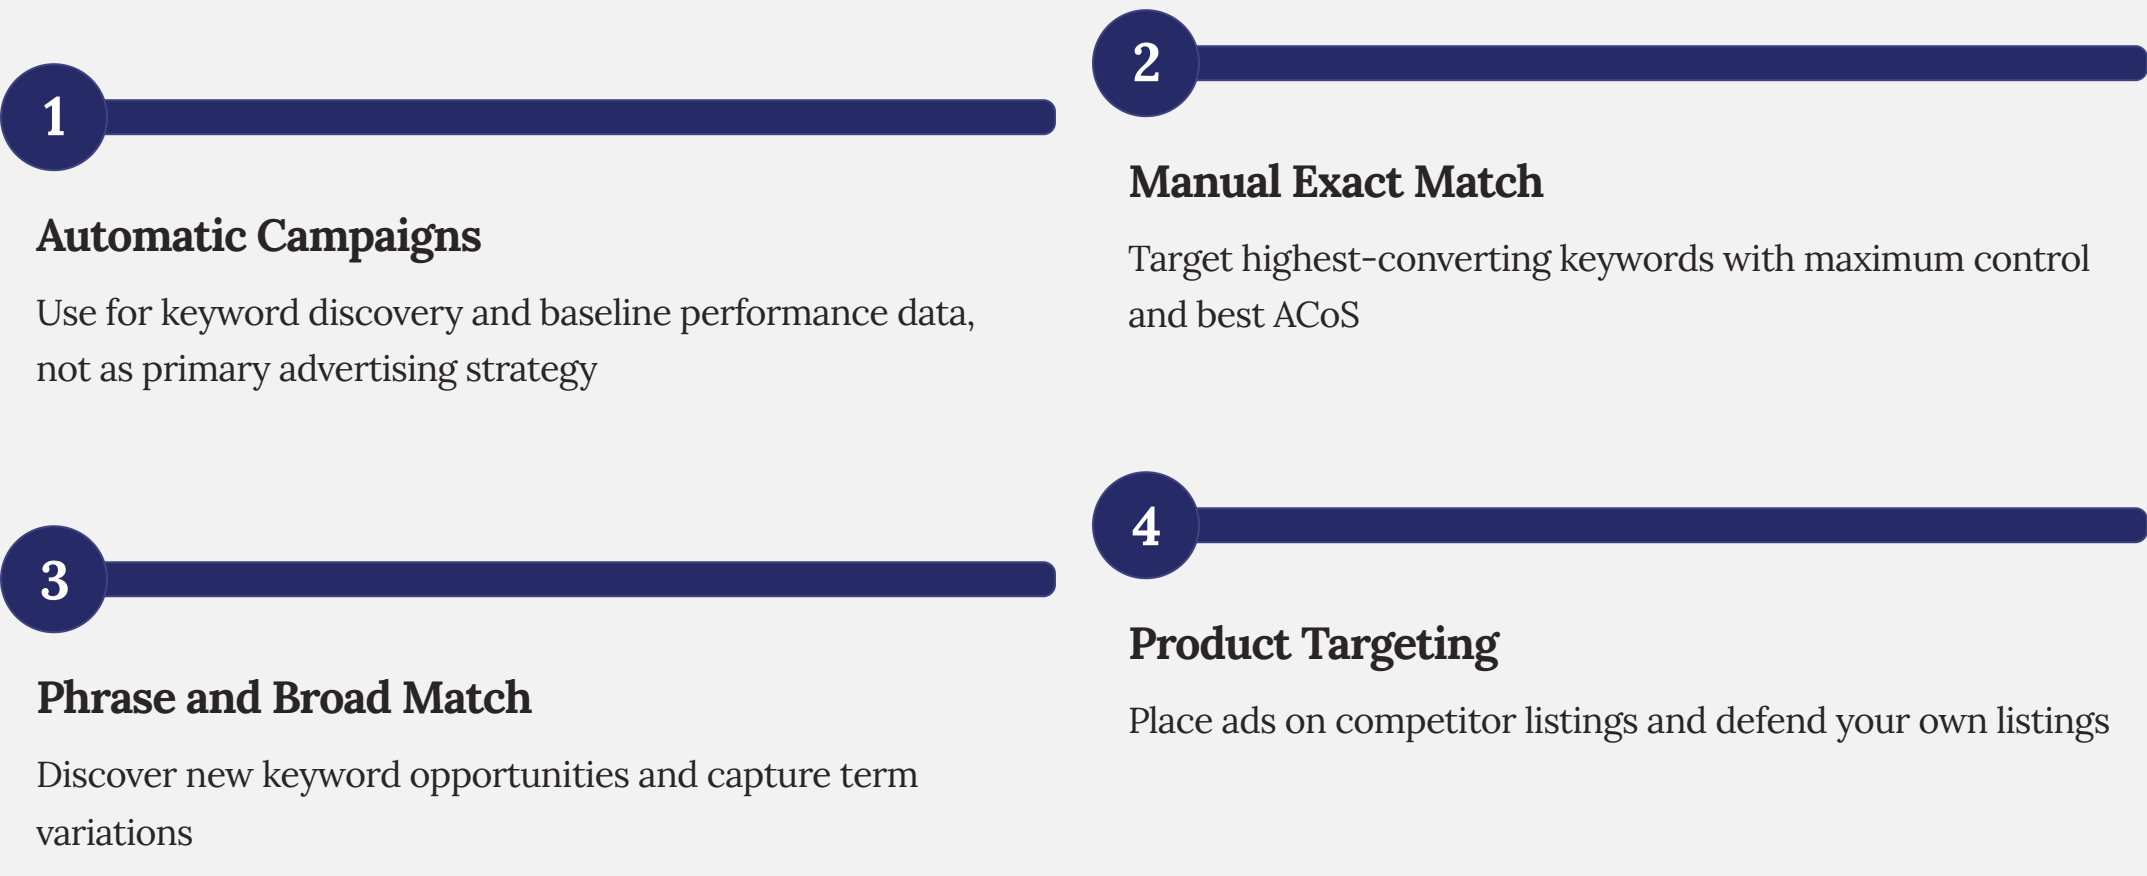 1
Automatic Campaigns
Use for keyword discovery and baseline performance data,
not as primary advertising strategy
2
Manual Exact Match
Target highest-converting keywords with maximum control
and best ACoS
3
Phrase and Broad Match
Discover new keyword opportunities and capture term
variations
4
Product Targeting
Place ads on competitor listings and defend your own listings